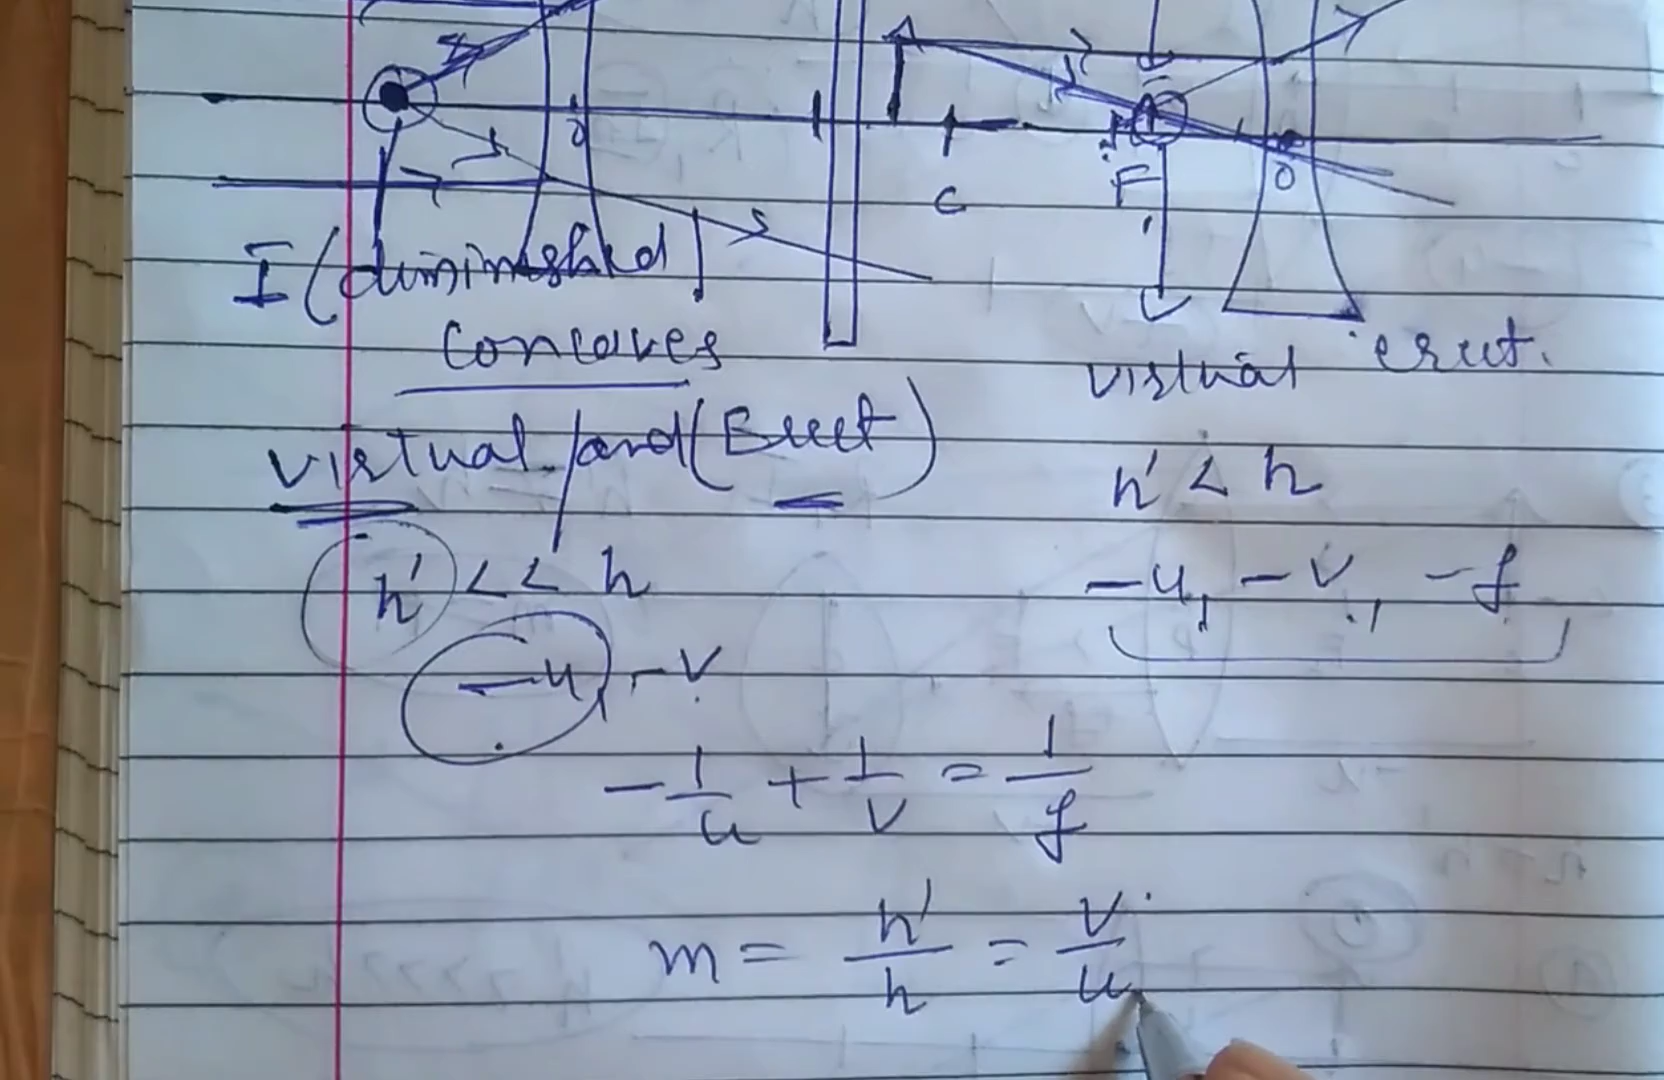 O
C
F
O
I (diminished)
Concaves
virtual erect.
virtual / and (Erect)
h' < h
h' << h
-u, -v, -f
-u, -v
-1/u + 1/v = 1/f
m = h'/h = v/u